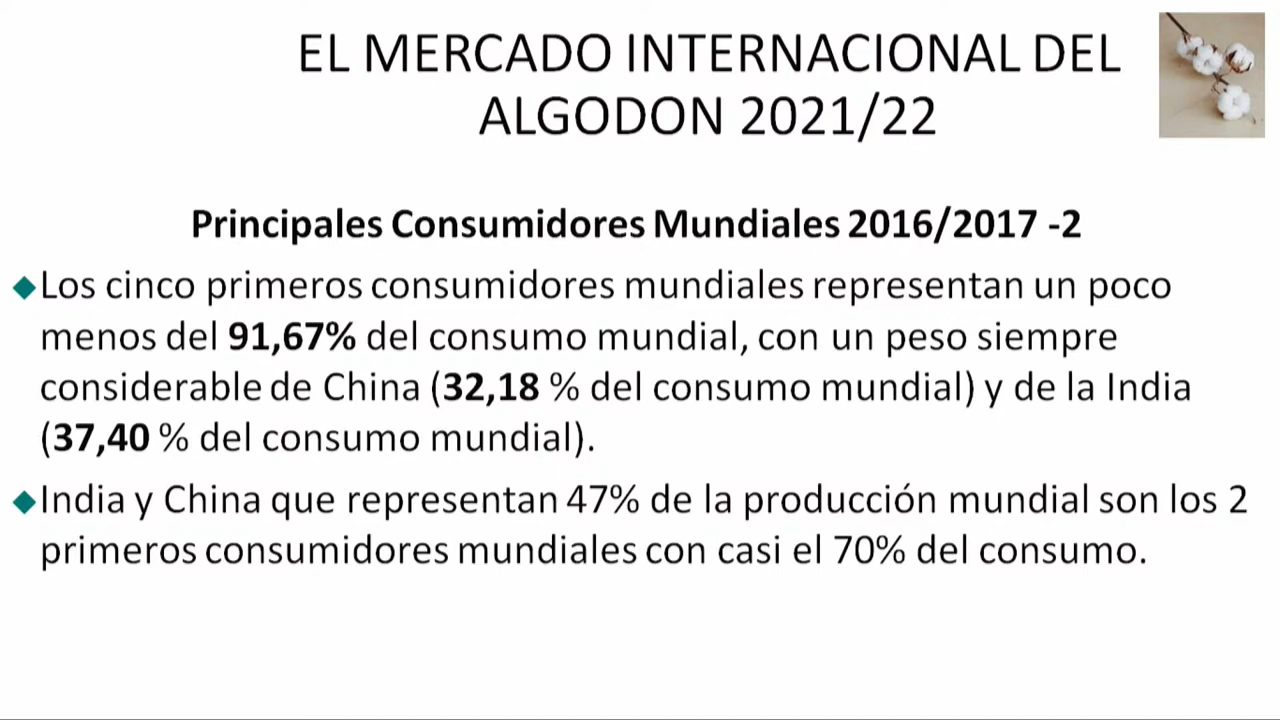 EL MERCADO INTERNACIONAL DEL
ALGODON 2021/22
Principales Consumidores Mundiales 2016/2017 -2
Los cinco primeros consumidores mundiales representan un poco
menos del 91,67% del consumo mundial, con un peso siempre
considerable de China (32,18 % del consumo mundial) y de la India
(37,40 % del consumo mundial).
India y China que representan 47% de la producción mundial son los 2
primeros consumidores mundiales con casi el 70% del consumo.